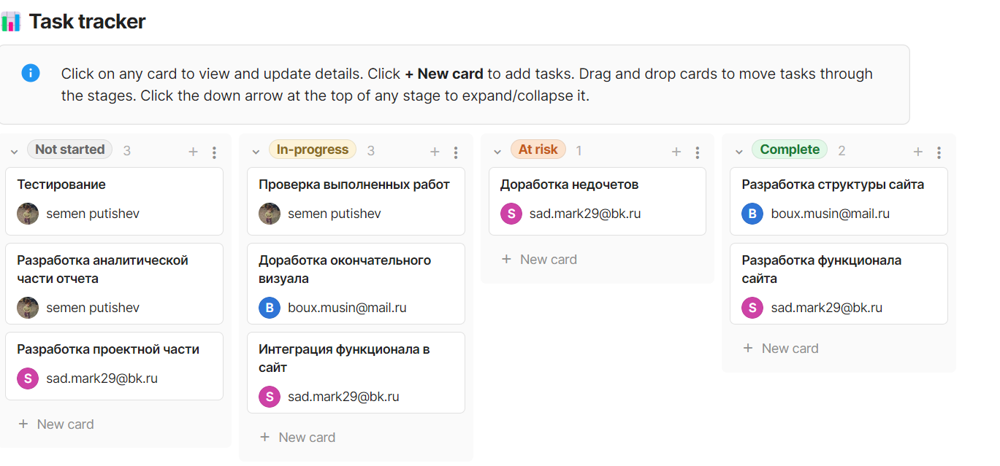 Task tracker
Click on any card to view and update details. Click + New card to add tasks. Drag and drop cards to move tasks through
the stages. Click the down arrow at the top of any stage to expand/collapse it.
Not started 3
Тестирование
semen putishev
Разработка аналитической
части отчета
semen putishev
Разработка проектной части
S sad.mark29@bk.ru
+ New card
In-progress 3
Проверка выполненных работ
semen putishev
Доработка окончательного
визуала
B boux.musin@mail.ru
Интеграция функционала в
сайт
S sad.mark29@bk.ru
+ New card
At risk 1
Доработка недочетов
S sad.mark29@bk.ru
+ New card
Complete 2
Разработка структуры сайта
B boux.musin@mail.ru
Разработка функционала
сайта
S sad.mark29@bk.ru
+ New card